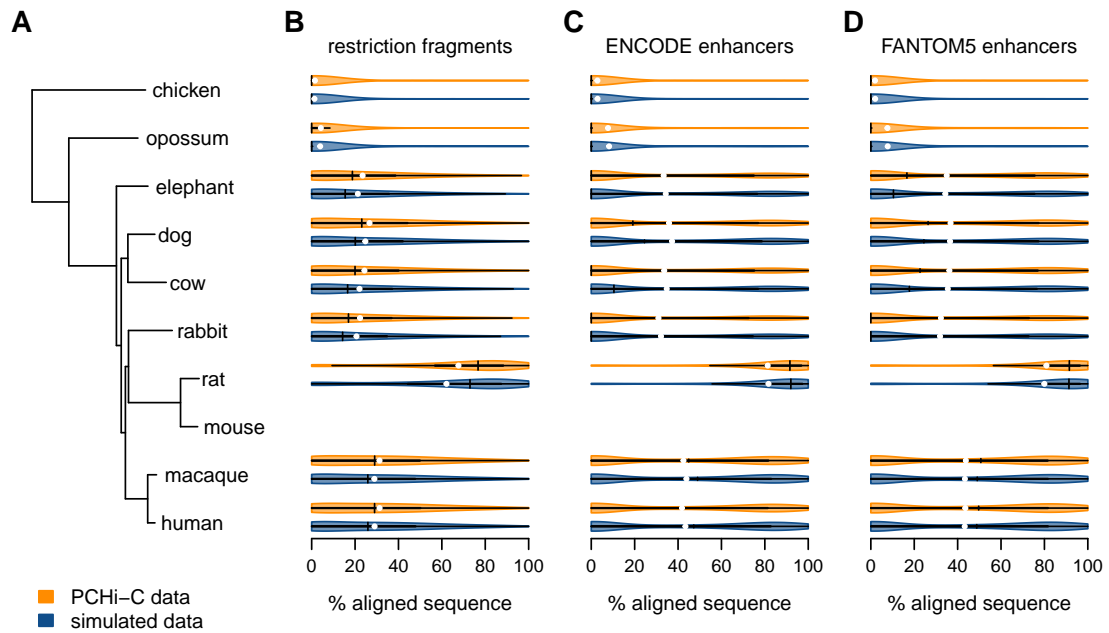 A
B
C
D
restriction fragments
ENCODE enhancers
FANTOM5 enhancers
chicken
opossum
elephant
dog
cow
rabbit
rat
mouse
macaque
human
0 20 40 60 80 100
0 20 40 60 80 100
0 20 40 60 80 100
% aligned sequence
% aligned sequence
% aligned sequence
PCHi−C data
simulated data